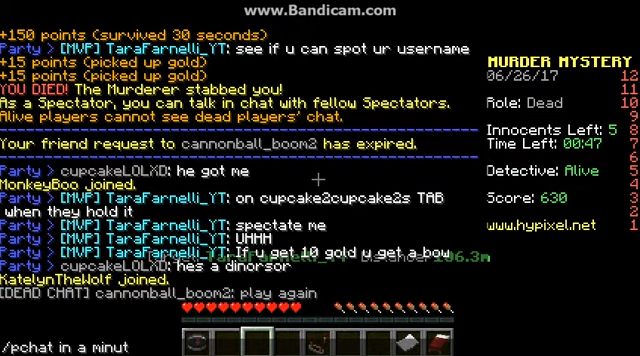 www.Bandicam.com
+150 points (survived 30 seconds)
Party > [MVP] TaraFarnelli_YT: see if u can spot ur username
+15 points (picked up gold)
+15 points (picked up gold)
YOU DIED! The Murderer stabbed you!
As a Spectator, you can talk in chat with fellow Spectators.
Alive players cannot see dead players' chat.
Your friend request to cannonball_boom2 has expired.
Party > cupcakeLOLXD: he got me
MonkeyBoo joined.
Party > [MVP] TaraFarnelli_YT: on cupcake2cupcake2s TAB
when they hold it
Party > [MVP] TaraFarnelli_YT: spectate me
Party > [MVP] TaraFarnelli_YT: UHHH
Party > [MVP] TaraFarnelli_YT: If u get 10 gold u get a bow
Party > cupcakeLOLXD: hes a dinorsor
KatelynTheWolf joined.
[DEAD CHAT] cannonball_boom2: play again
/pchat in a minut
MURDER MYSTERY
06/26/17 12
11
Role: Dead 10
9
Innocents Left: 5 8
Time Left: 00:47 7
6
Detective: Alive 5
4
Score: 630 3
2
www.hypixel.net 1